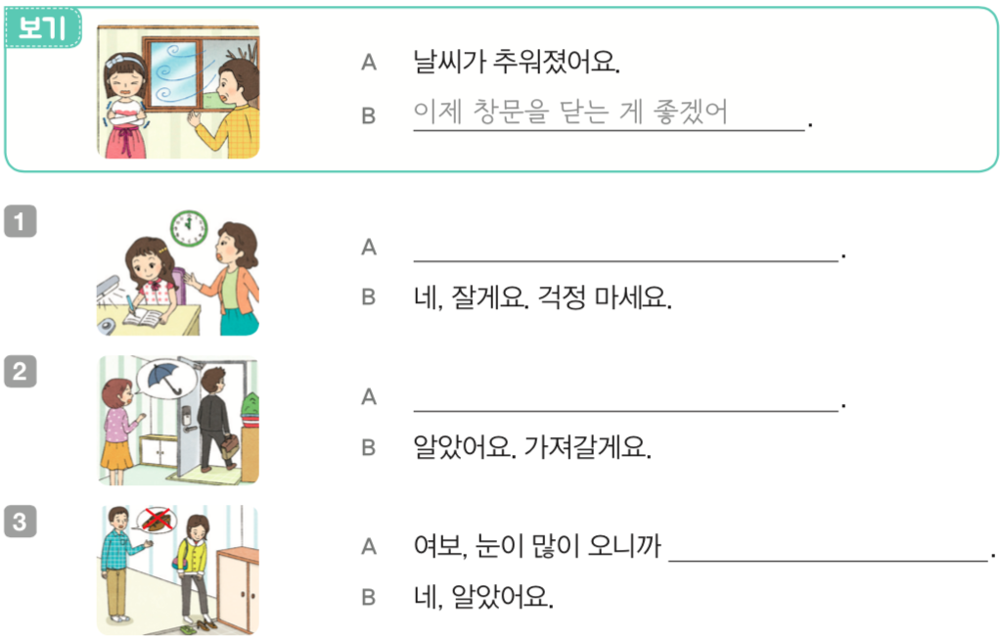 보기
A 날씨가 추워졌어요.
B 이제 창문을 닫는 게 좋겠어.
1
A .
B 네, 잘게요. 걱정 마세요.
2
A .
B 알았어요. 가져갈게요.
3
A 여보, 눈이 많이 오니까 .
B 네, 알았어요.